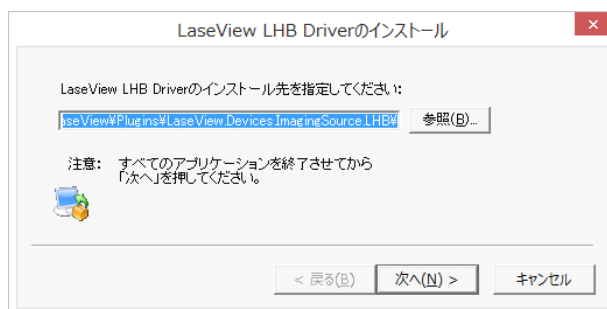 LaseView LHB Driverのインストール
LaseView LHB Driverのインストール先を指定してください:
aseView¥Plugins¥LaseView.Devices.ImagingSource.LHB¥
参照(B)...
注意: すべてのアプリケーションを終了させてから
「次へ」を押してください。
< 戻る(B)
次へ(N) >
キャンセル